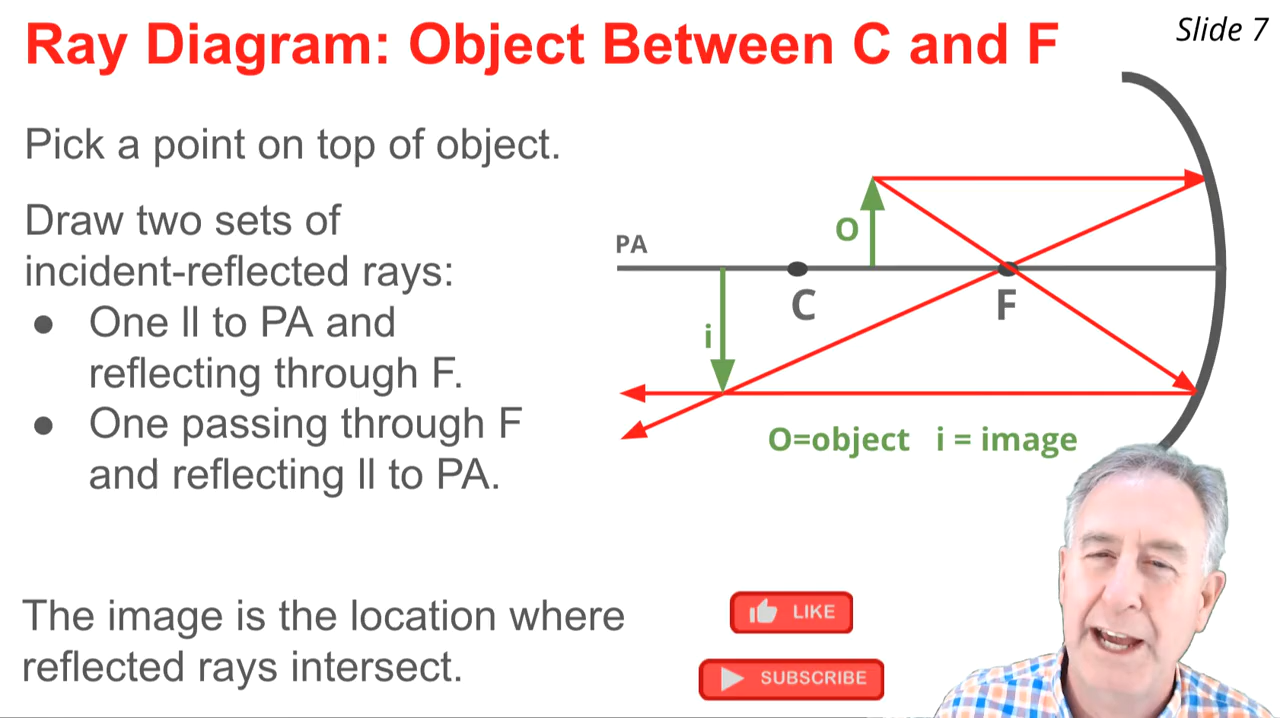 Ray Diagram: Object Between C and F
Slide 7
Pick a point on top of object.
Draw two sets of
incident-reflected rays:
● One ll to PA and
reflecting through F.
● One passing through F
and reflecting ll to PA.
The image is the location where
reflected rays intersect.
PA
O
C
F
i
O=object i = image
LIKE
SUBSCRIBE